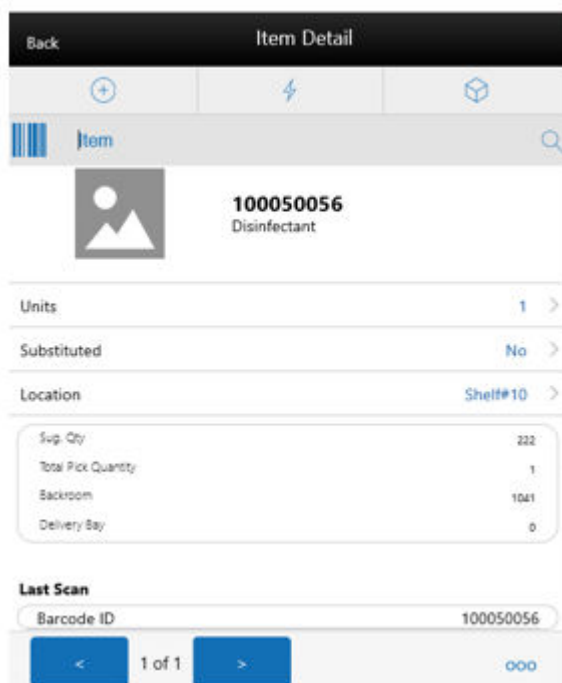 Back Item Detail
Item
100050056
Disinfectant
Units 1 >
Substituted No >
Location Shelf#10 >
Sug. Qty 222
Total Pick Quantity 1
Backroom 1041
Delivery Bay 0
Last Scan
Barcode ID 100050056
< 1 of 1 > ooo